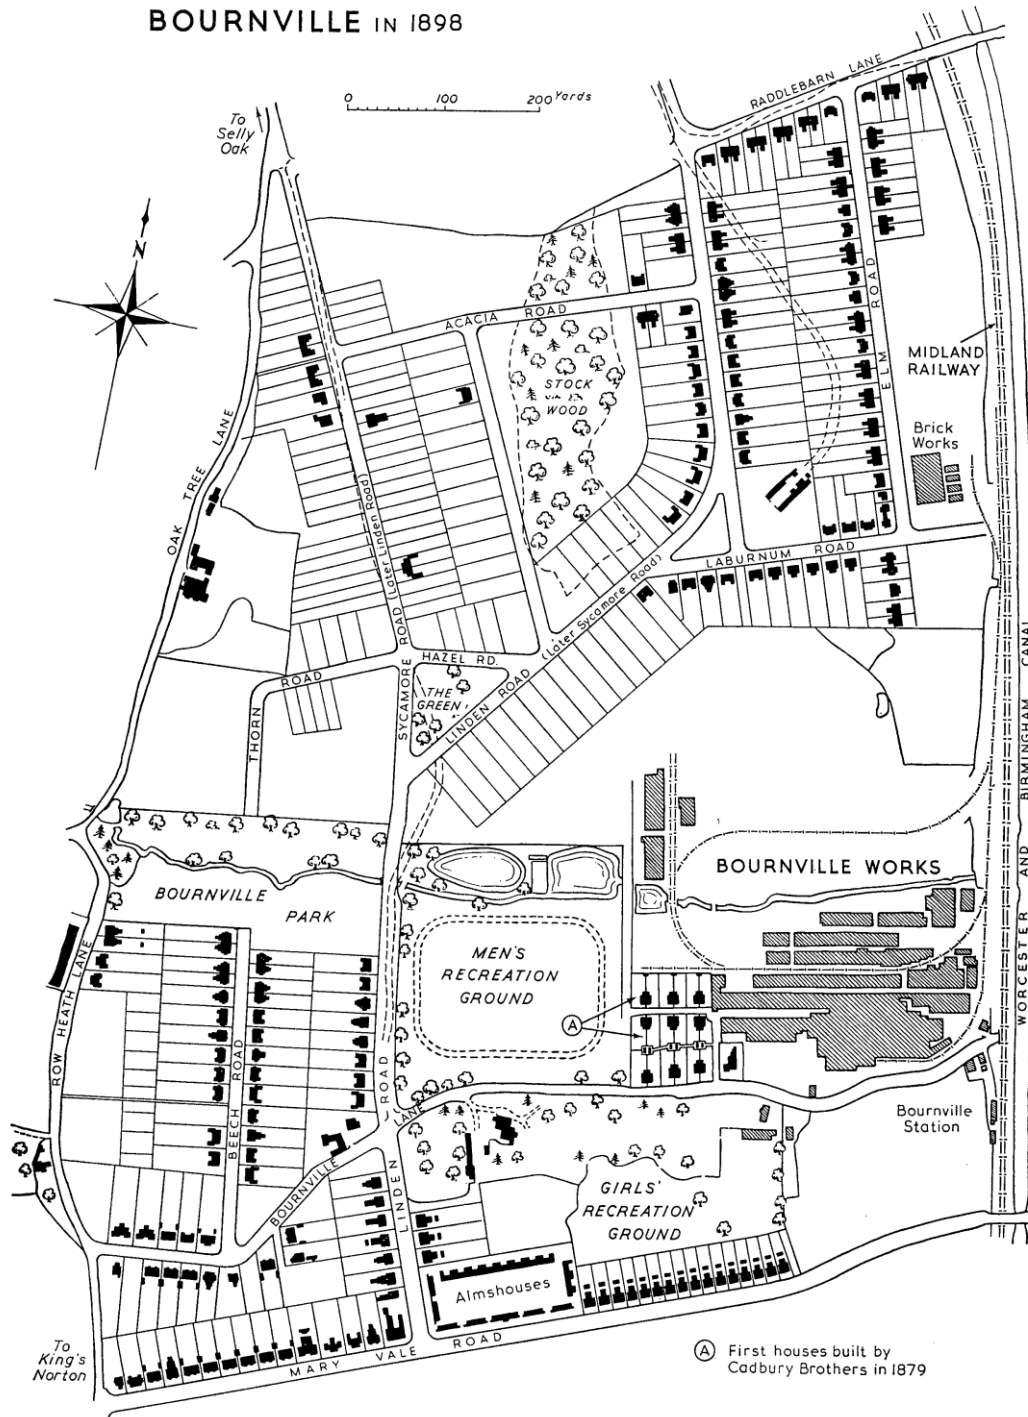 BOURNVILLE IN 1898
0 100 200 Yards
To
Selly
Oak
N
RADDLEBARN LANE
ACACIA ROAD
ELM ROAD
MIDLAND
RAILWAY
STOCK
WOOD
Brick
Works
OAK TREE LANE
SYCAMORE ROAD (Later Linden Road)
LABURNUM ROAD
HAZEL RD.
LINDEN ROAD (Later Sycamore Road)
THORN ROAD
THE
GREEN
WORCESTER AND BIRMINGHAM CANAL
BOURNVILLE WORKS
BOURNVILLE
PARK
MEN'S
RECREATION
GROUND
ROW HEATH LANE
BEECH ROAD
A
LINDEN ROAD
BOURNVILLE LANE
Bournville
Station
GIRLS'
RECREATION
GROUND
Almshouses
To
King's
Norton
MARY VALE ROAD
A First houses built by
Cadbury Brothers in 1879